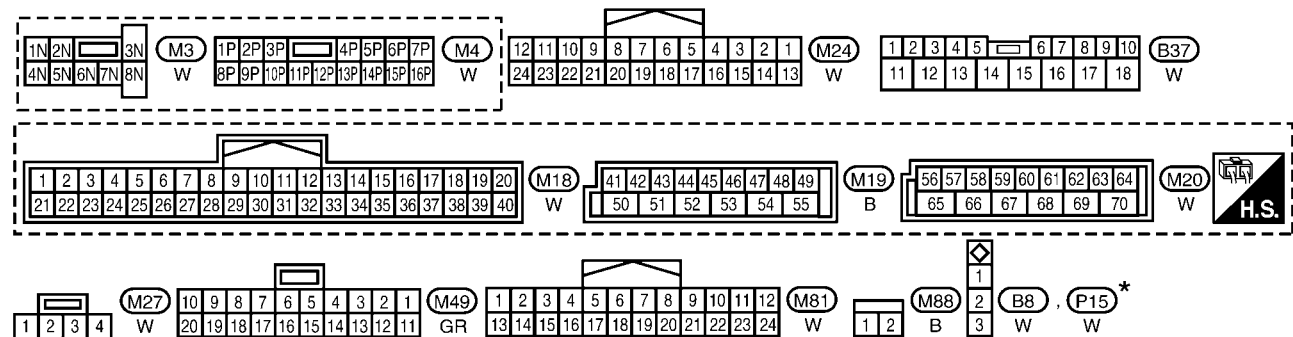 1N 2N 3N M3
4N 5N 6N 7N 8N W
1P 2P 3P 4P 5P 6P 7P M4
8P 9P 10P 11P 12P 13P 14P 15P 16P W
12 11 10 9 8 7 6 5 4 3 2 1 M24
24 23 22 21 20 19 18 17 16 15 14 13 W
1 2 3 4 5 6 7 8 9 10 B37
11 12 13 14 15 16 17 18 W
1 2 3 4 5 6 7 8 9 10 11 12 13 14 15 16 17 18 19 20 M18
21 22 23 24 25 26 27 28 29 30 31 32 33 34 35 36 37 38 39 40 W
41 42 43 44 45 46 47 48 49 M19
50 51 52 53 54 55 B
56 57 58 59 60 61 62 63 64 M20
65 66 67 68 69 70 W
H.S.
M27
1 2 3 4 W
10 9 8 7 6 5 4 3 2 1 M49
20 19 18 17 16 15 14 13 12 11 GR
1 2 3 4 5 6 7 8 9 10 11 12 M81
13 14 15 16 17 18 19 20 21 22 23 24 W
M88
1 2 B
1
2 B8 , P15 *
3 W W